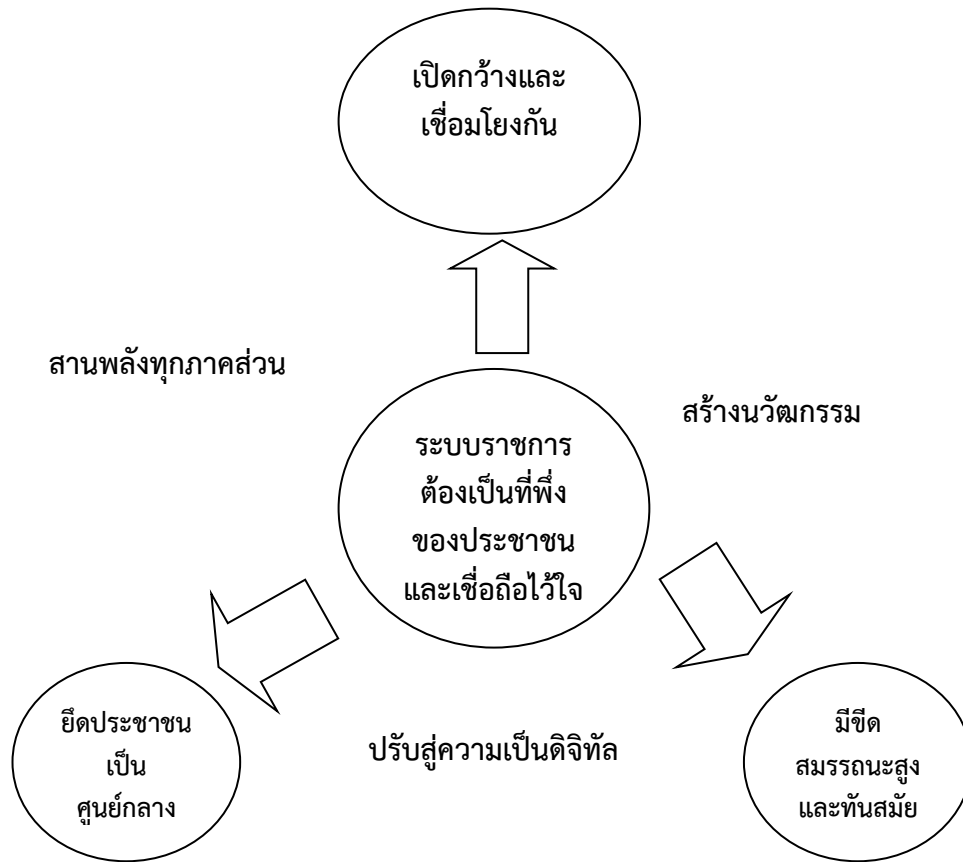 เปิดกว้างและ
เชื่อมโยงกัน
สานพลังทุกภาคส่วน
สร้างนวัฒกรรม
ระบบราชการ
ต้องเป็นที่พึ่ง
ของประชาชน
และเชื่อถือไว้ใจ
ยึดประชาชน
เป็น
ศูนย์กลาง
ปรับสู่ความเป็นดิจิทัล
มีขีด
สมรรถนะสูง
และทันสมัย